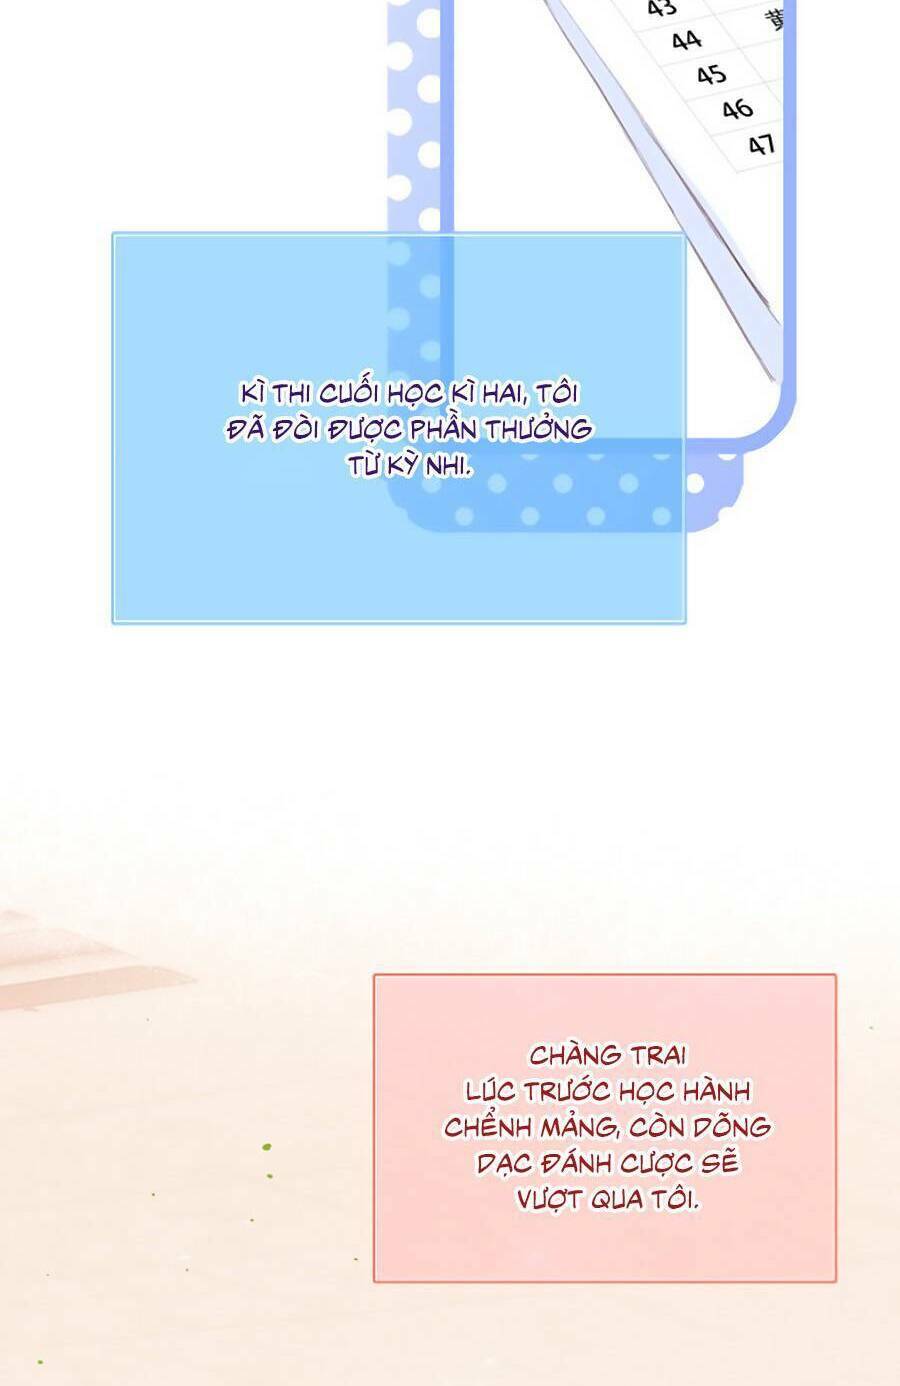 43
44
45
46
47
KÌ THI CUỐI HỌC KÌ HAI, TÔI
ĐÃ ĐÒI ĐƯỢC PHẦN THƯỞNG
TỪ KỲ NHI.
CHÀNG TRAI
LÚC TRƯỚC HỌC HÀNH
CHỂNH MẢNG, CÒN DÕNG
DẠC ĐÁNH CƯỢC SẼ
VƯỢT QUA TÔI.